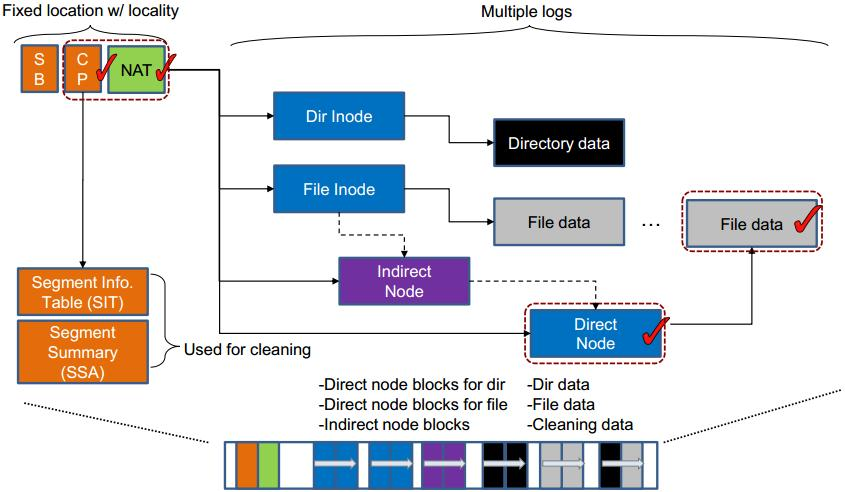 Fixed location w/ locality
Multiple logs
S
B
C
P
NAT
Dir Inode
Directory data
File Inode
File data
...
File data
Indirect
Node
Segment Info.
Table (SIT)
Direct
Node
Segment
Summary
(SSA)
Used for cleaning
-Direct node blocks for dir
-Direct node blocks for file
-Indirect node blocks
-Dir data
-File data
-Cleaning data